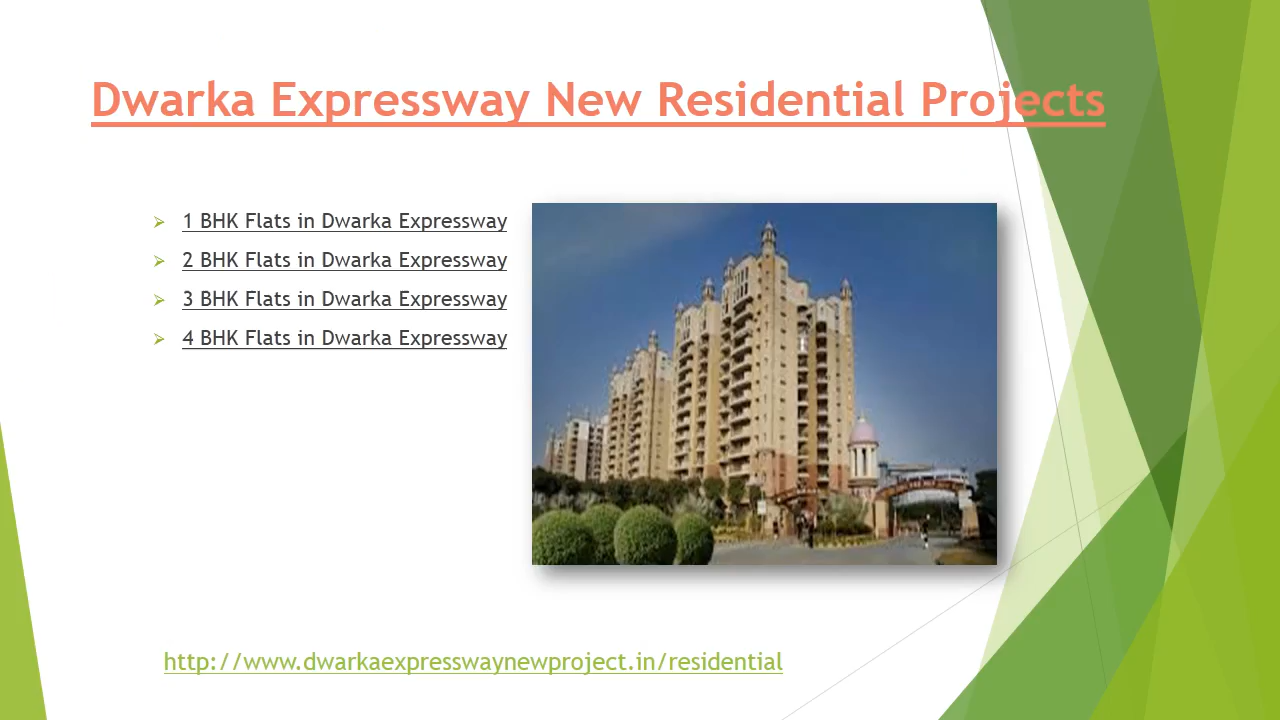 Dwarka Expressway New Residential Projects
1 BHK Flats in Dwarka Expressway
2 BHK Flats in Dwarka Expressway
3 BHK Flats in Dwarka Expressway
4 BHK Flats in Dwarka Expressway
http://www.dwarkaexpresswaynewproject.in/residential